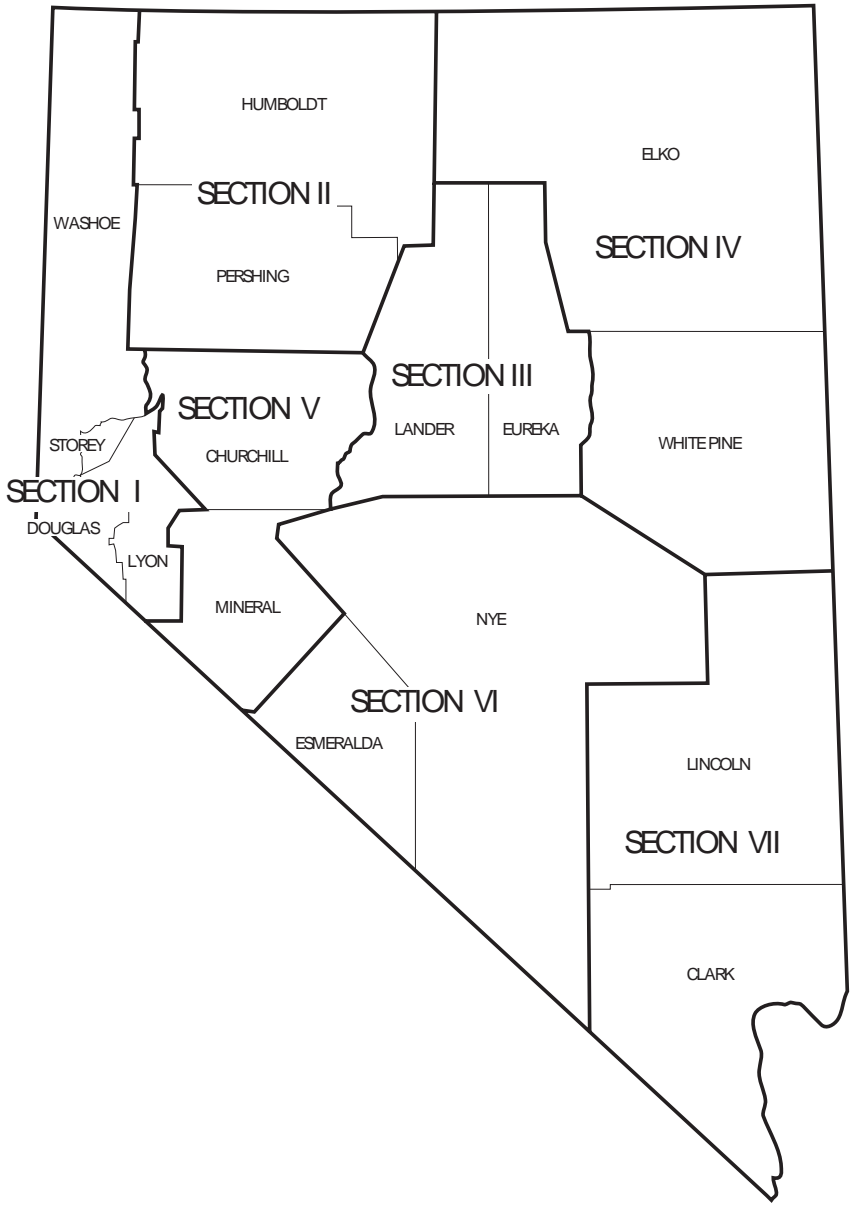 HUMBOLDT
ELKO
SECTION II
WASHOE
SECTION IV
PERSHING
SECTION III
SECTION V
LANDER
EUREKA
STOREY
WHITE PINE
CHURCHILL
SECTION I
DOUGLAS
LYON
MINERAL
NYE
SECTION VI
ESMERALDA
LINCOLN
SECTION VII
CLARK